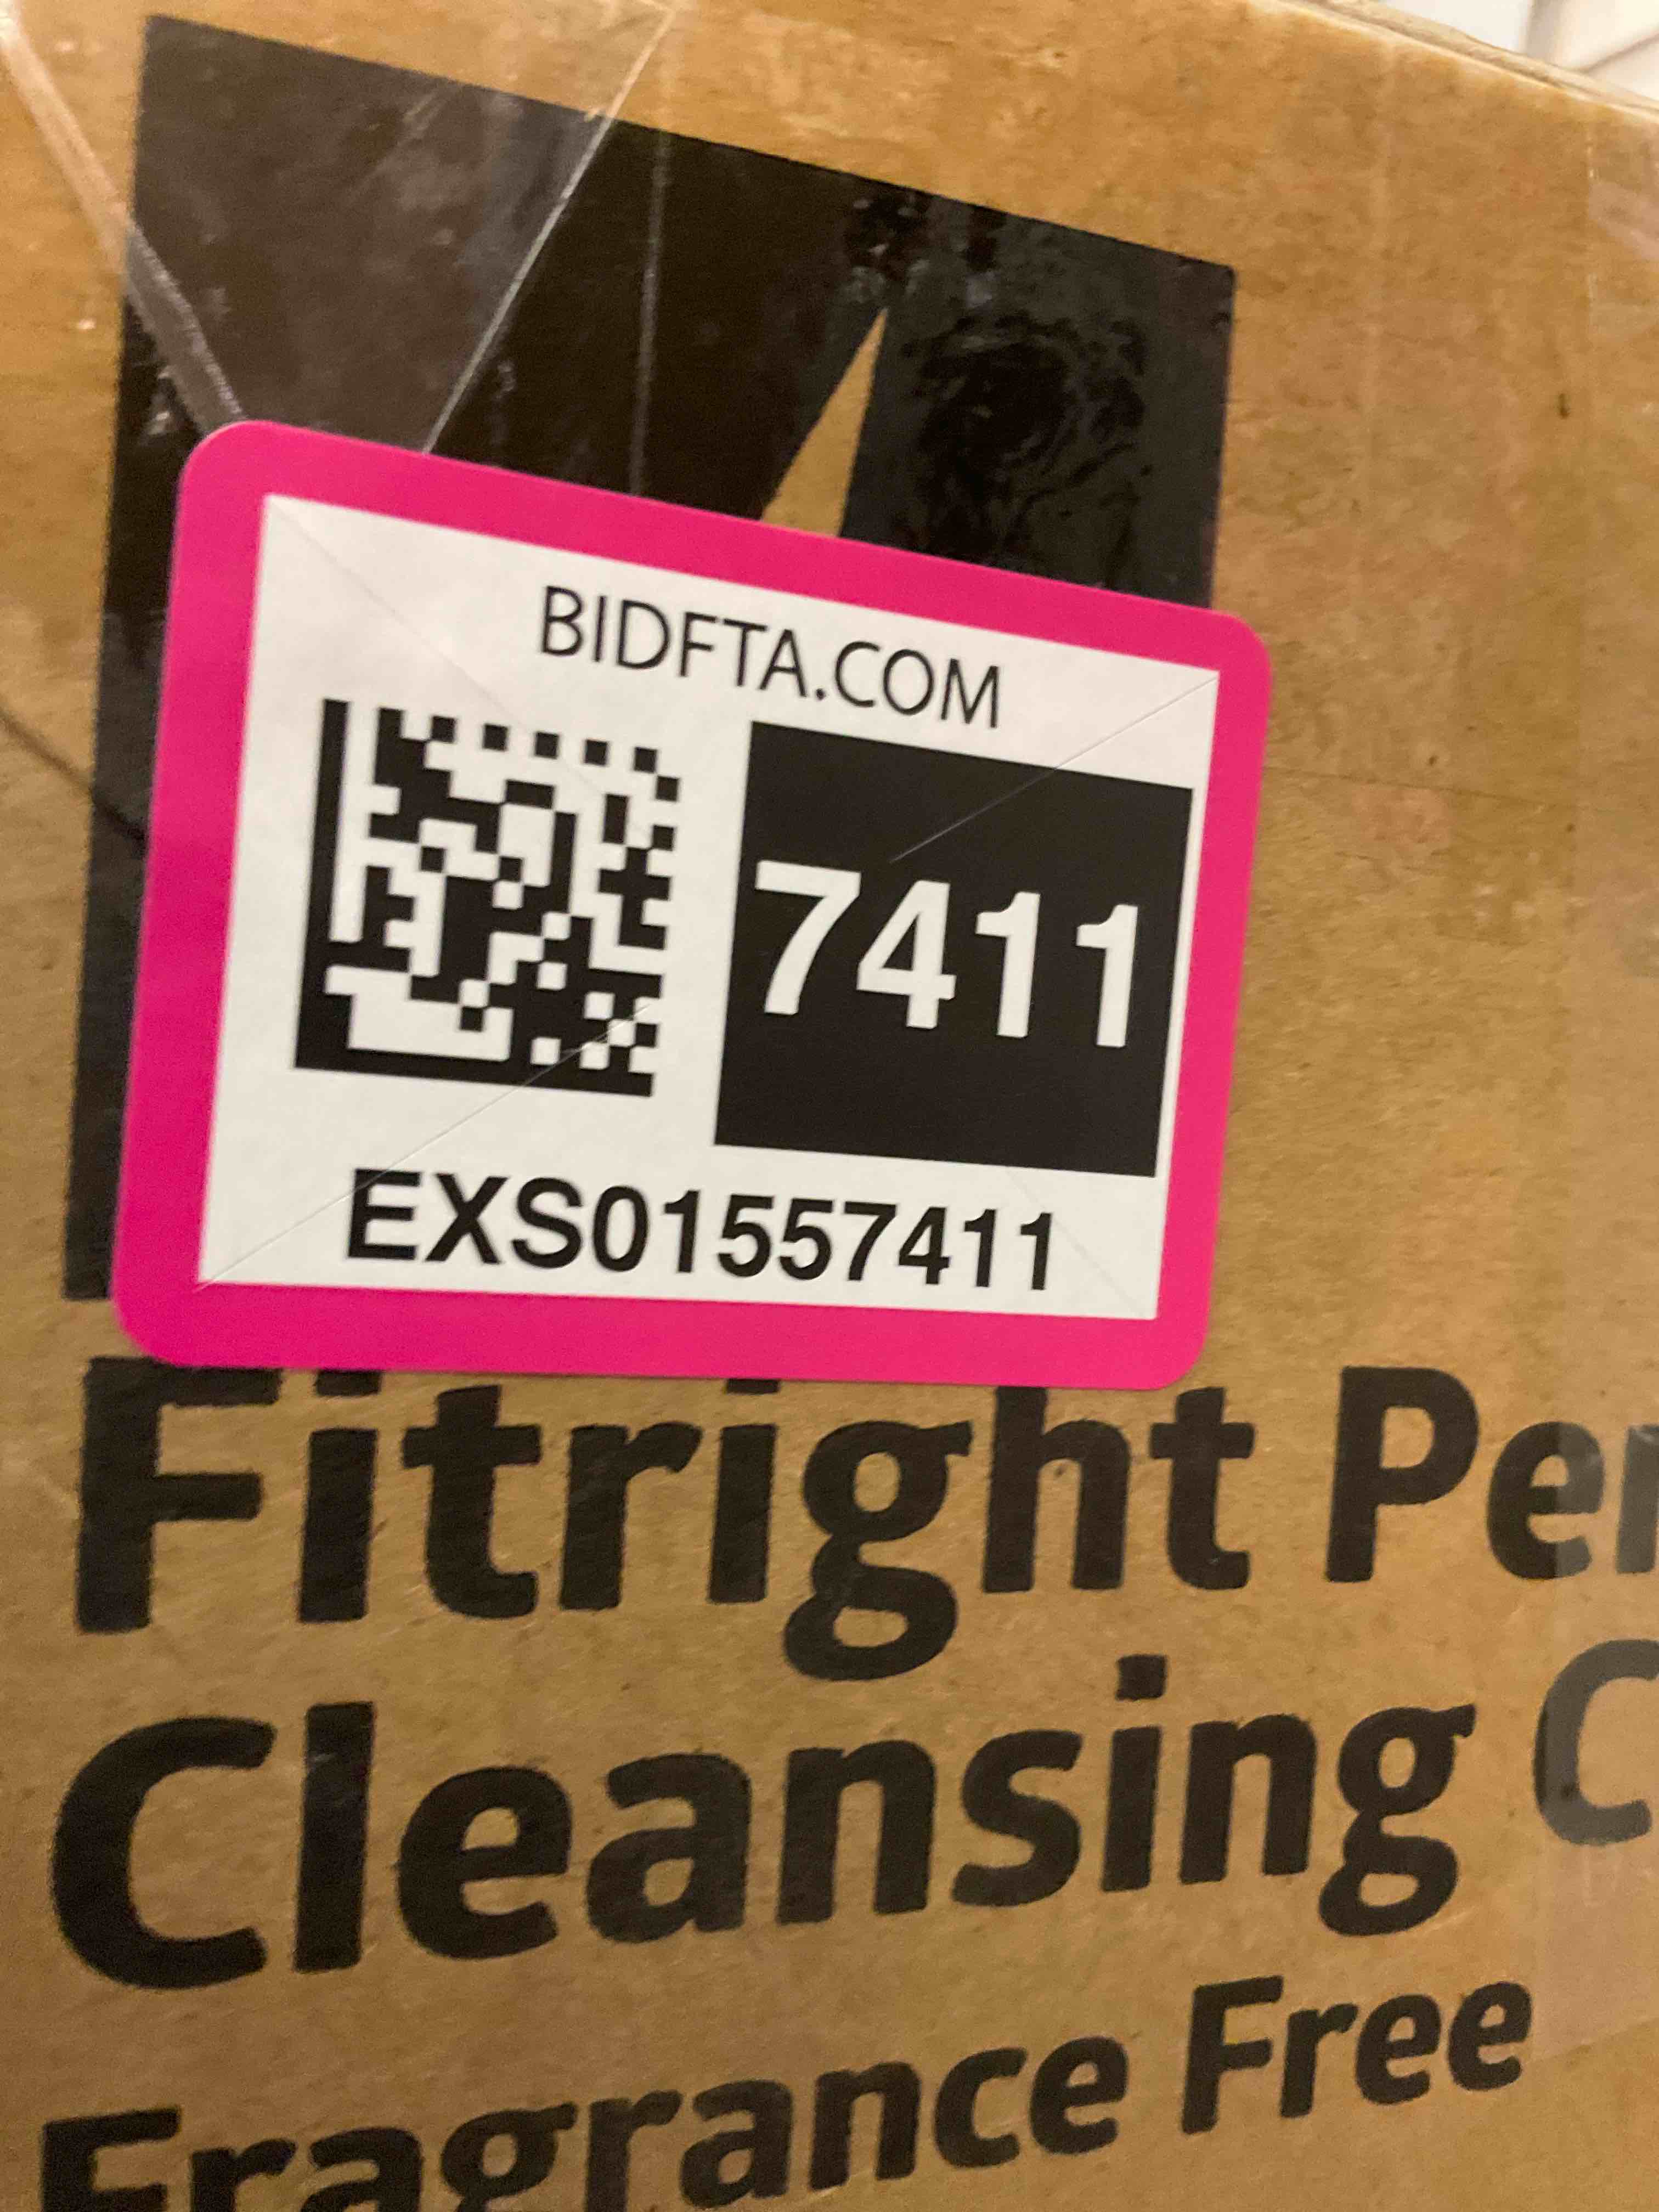 BIDFTA.COM
7411
EXS01557411
Fitright
Cleansing
Fragrance Free